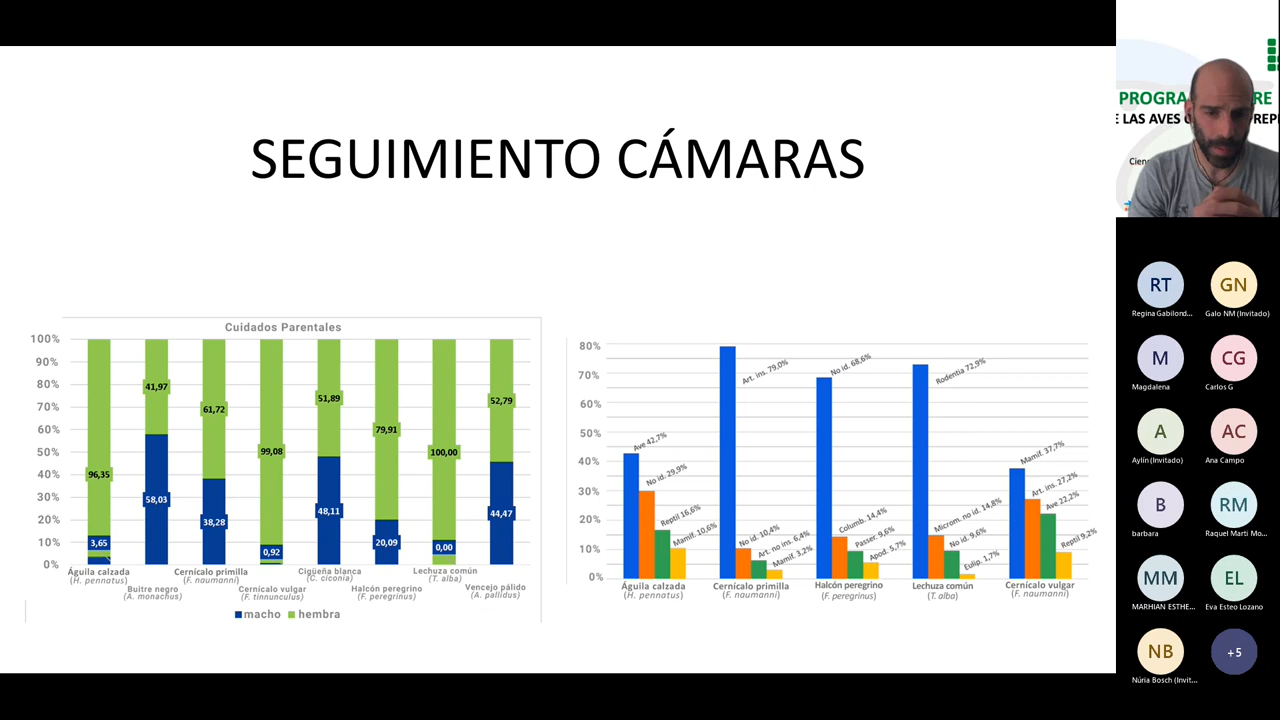 SEGUIMIENTO CÁMARAS
Cuidados Parentales
100%
90%
80%
70%
60%
50%
40%
30%
20%
10%
0%
96,35
3,65
41,97
58,03
61,72
38,28
99,08
0,92
51,89
48,11
79,91
20,09
100,00
0,00
52,79
44,47
Águila calzada
(H. pennatus)
Buitre negro
(A. monachus)
Cernícalo primilla
(F. naumanni)
Cernícalo vulgar
(F. tinnunculus)
Cigüeña blanca
(C. ciconia)
Halcón peregrino
(F. peregrinus)
Lechuza común
(T. alba)
Vencejo pálido
(A. pallidus)
macho hembra
80%
70%
60%
50%
40%
30%
20%
10%
0%
Ave 42,7%
No id. 29,9%
Reptil 16,6%
Mamif. 10,6%
Art. ins. 79,0%
No id. 10,4%
Art. no ins. 6,4%
Mamif. 3,2%
No id. 68,6%
Columb. 14,4%
Paser. 9,6%
Apod. 5,7%
Rodentia 72,9%
Microm. no id. 14,8%
No id. 9,6%
Eulip. 1,7%
Mamif. 37,7%
Art. ins. 27,2%
Ave 22,2%
Reptil 9,2%
Águila calzada
(H. pennatus)
Cernícalo primilla
(F. naumanni)
Halcón peregrino
(F. peregrinus)
Lechuza común
(T. alba)
Cernícalo vulgar
(F. naumanni)
PROGRA RE
E LAS AVES
RT
Regina Gabilond...
GN
Galo NM (Invitado)
M
Magdalena
CG
Carlos G
A
Aylín (Invitado)
AC
Ana Campo
B
barbara
RM
Raquel Martí Mo...
MM
MARHIAN ESTHE...
EL
Eva Esteo Lozano
NB
Núria Bosch (Invit...
+5